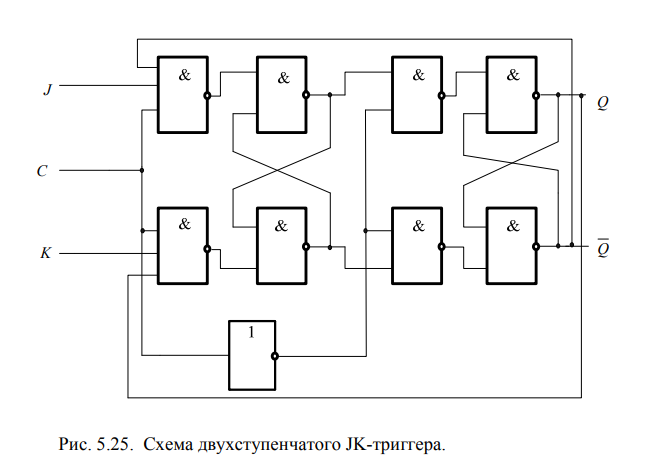 & & & &
J
Q
C
& & & &
K
Q̅
1
Рис. 5.25. Схема двухступенчатого JK-триггера.